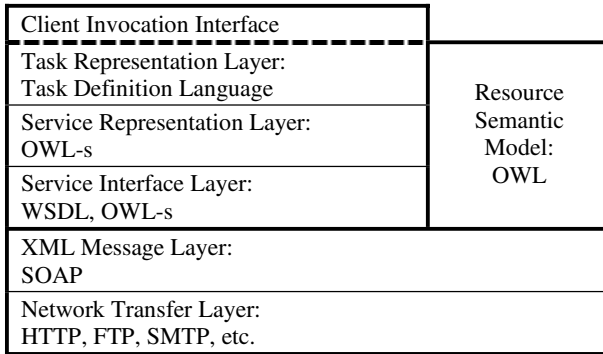 Client Invocation Interface
Task Representation Layer:
Task Definition Language
Service Representation Layer:
OWL-s
Service Interface Layer:
WSDL, OWL-s
Resource
Semantic
Model:
OWL
XML Message Layer:
SOAP
Network Transfer Layer:
HTTP, FTP, SMTP, etc.